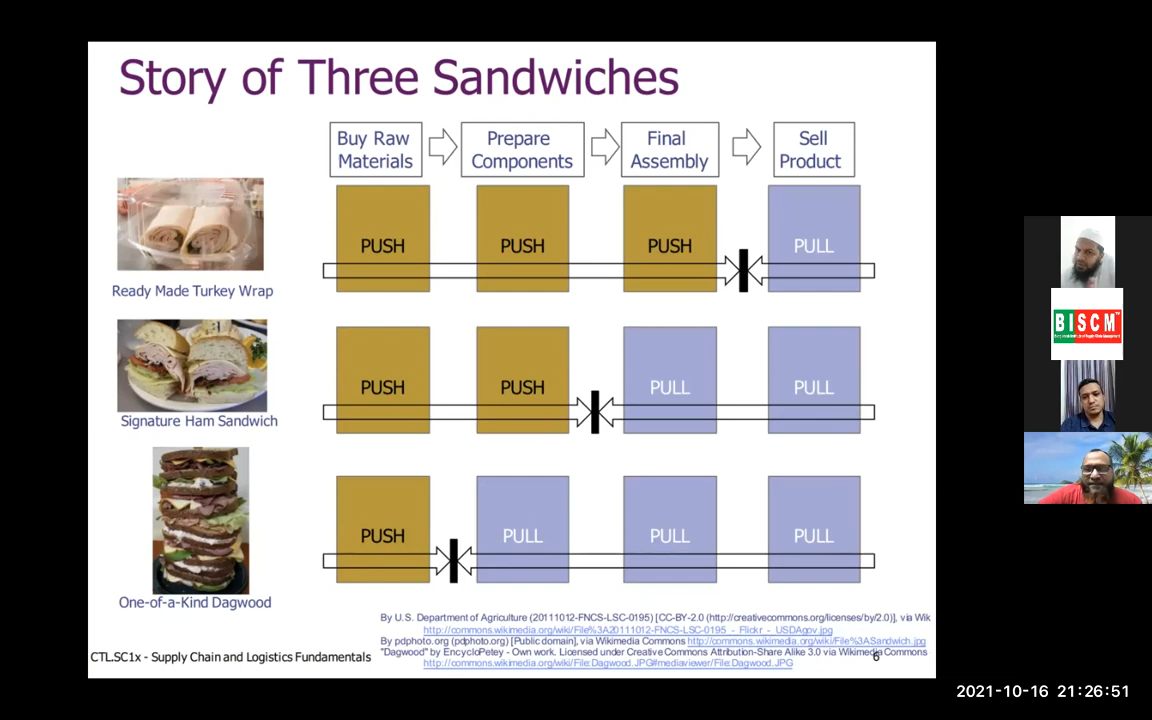 Story of Three Sandwiches
Buy Raw
Materials
Prepare
Components
Final
Assembly
Sell
Product
PUSH
PUSH
PUSH
PULL
Ready Made Turkey Wrap
PUSH
PUSH
PULL
PULL
Signature Ham Sandwich
PUSH
PULL
PULL
PULL
One-of-a-Kind Dagwood
By U.S. Department of Agriculture (20111012-FNCS-LSC-0195) [CC-BY-2.0 (http://creativecommons.org/licenses/by/2.0)], via Wik
http://commons.wikimedia.org/wiki/File%3A20111012-FNCS-LSC-0195_-_Flickr_-_USDAgov.jpg
By pdphoto.org (pdphoto.org) [Public domain], via Wikimedia Commons http://commons.wikimedia.org/wiki/File%3ASandwich.jpg
"Dagwood" by EncycloPetey - Own work. Licensed under Creative Commons Attribution-Share Alike 3.0 via Wikimedia Commons
http://commons.wikimedia.org/wiki/File:Dagwood.JPG#mediaviewer/File:Dagwood.JPG
CTL.SC1x - Supply Chain and Logistics Fundamentals
6
BISCM
2021-10-16 21:26:51